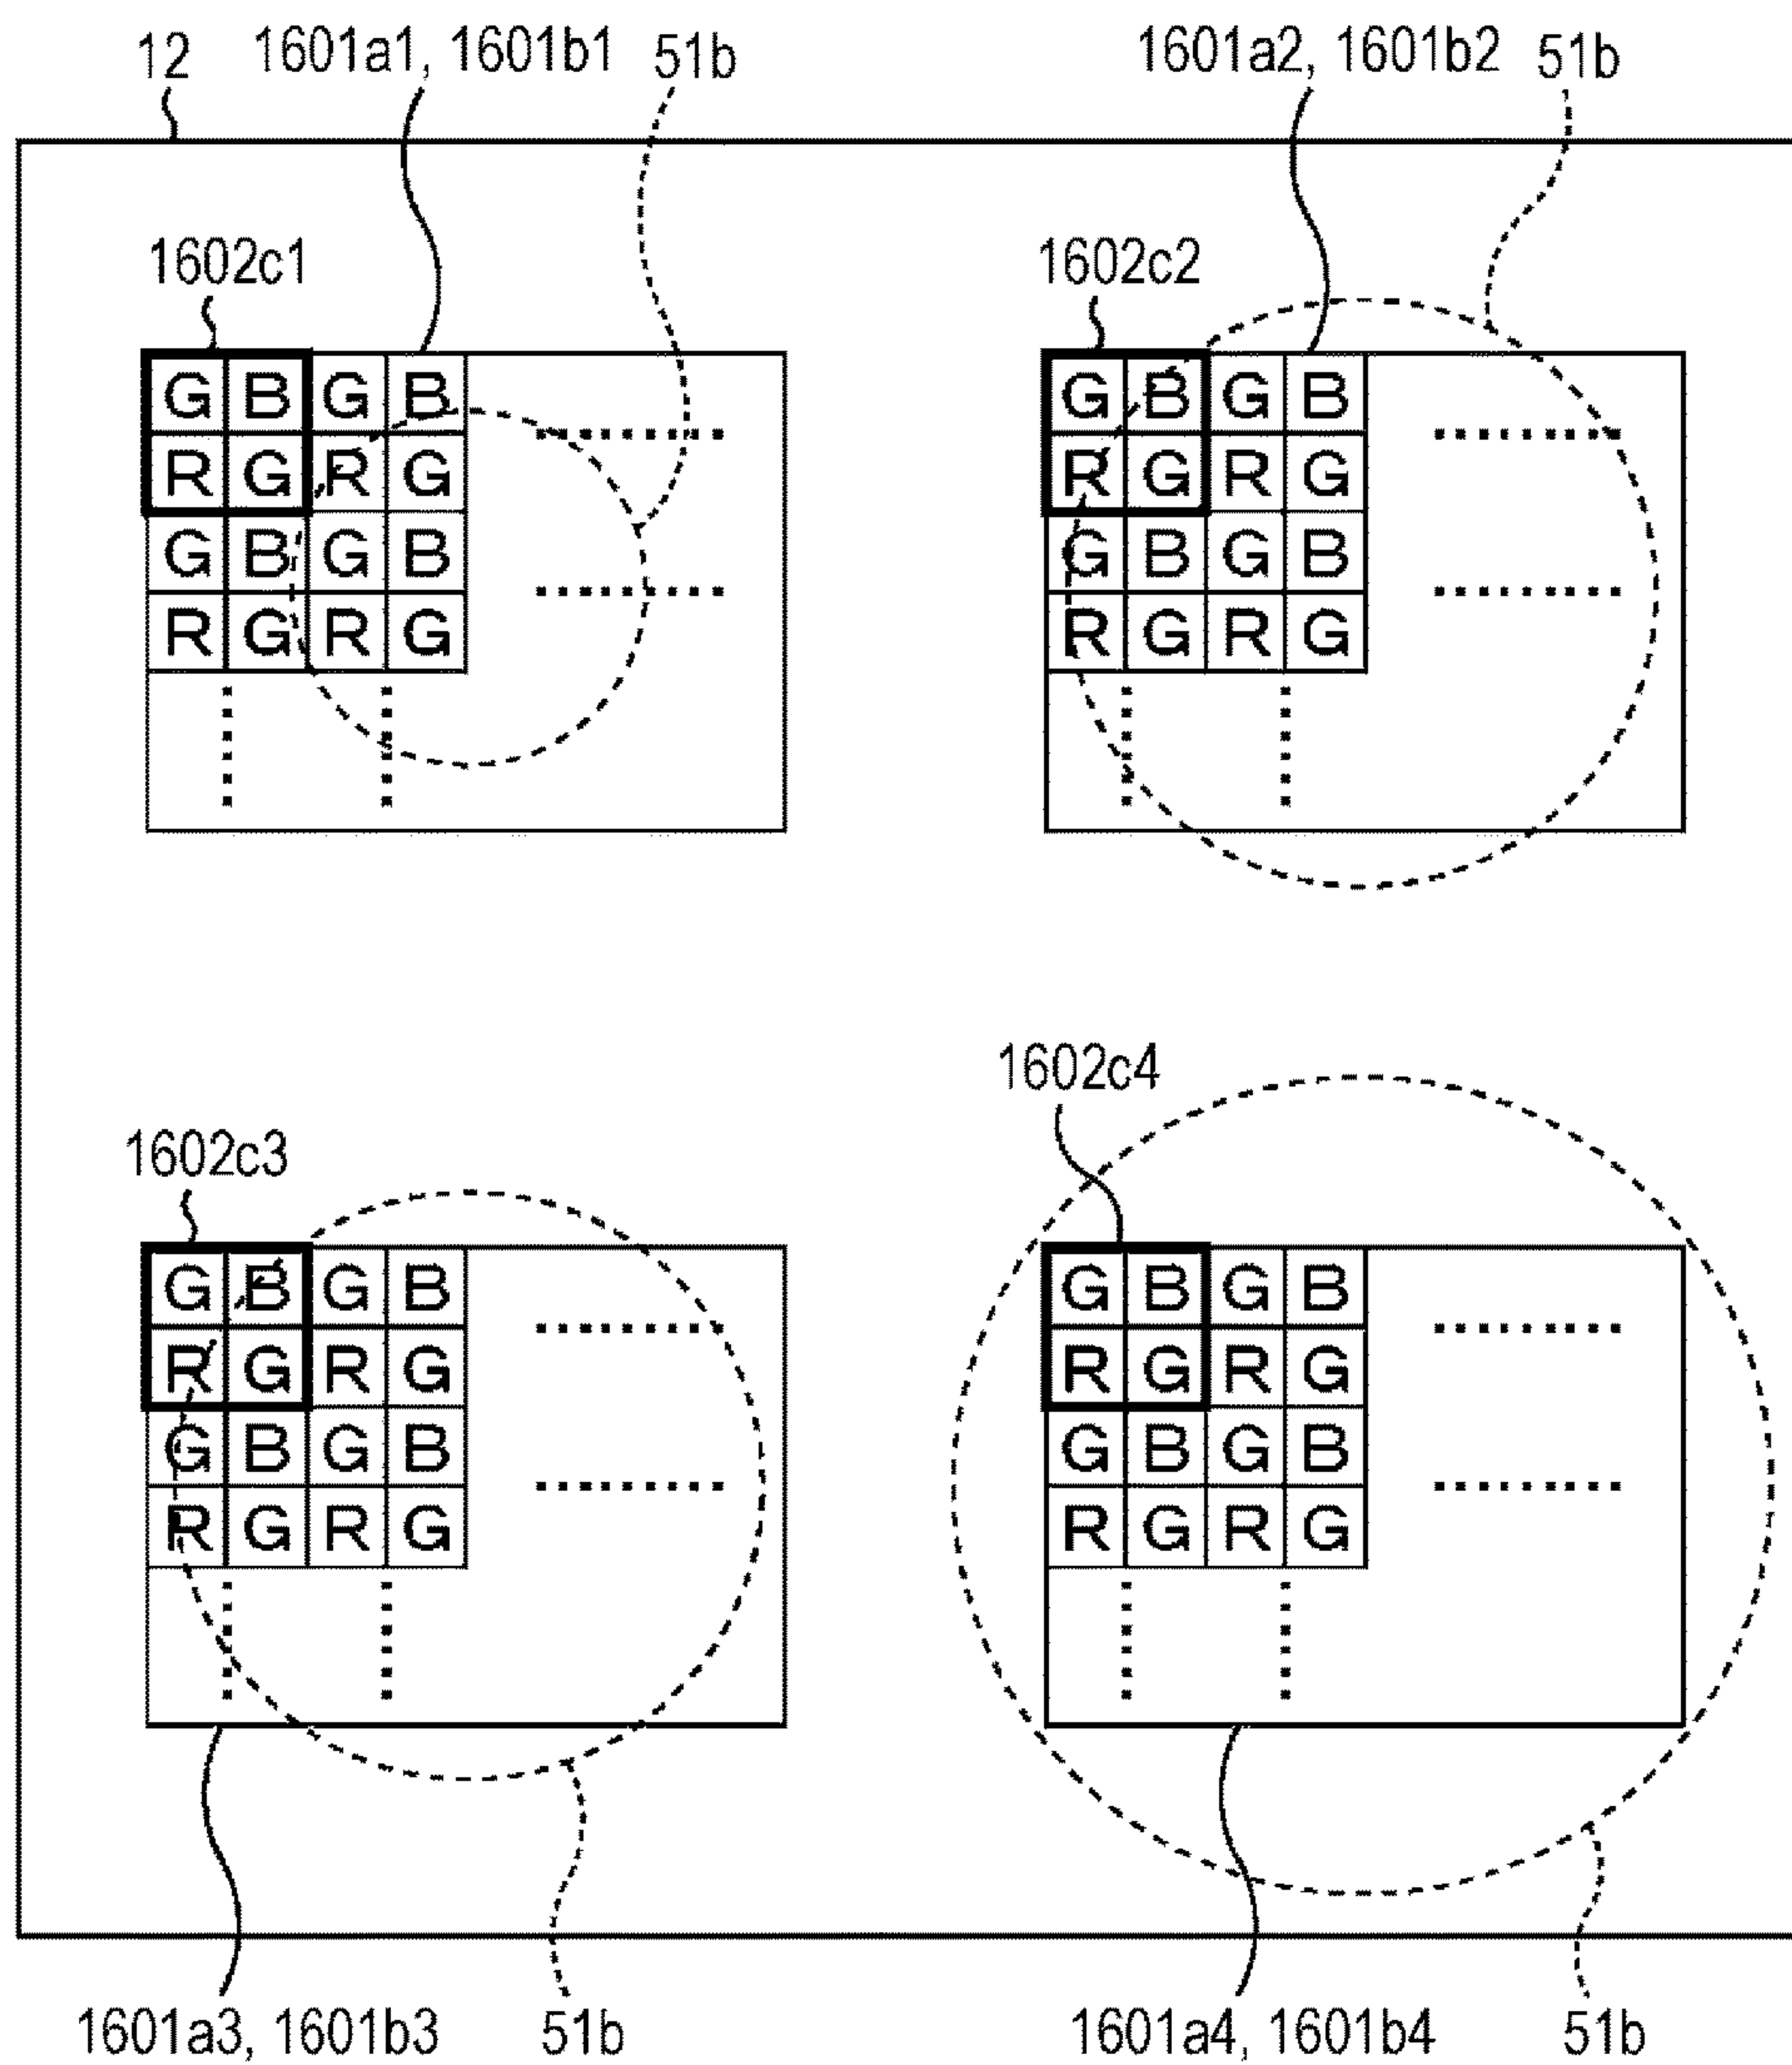 12 1601a1, 1601b1 51b 1601a2, 1601b2 51b
1602c1 1602c2
G B G B G B G B
R G R G R G R G
G B G B G B G B
R G R G R G R G
1602c4
1602c3
G B G B G B G B
R G R G R G R G
G B G B G B G B
R G R G R G R G
1601a3, 1601b3 51b 1601a4, 1601b4 51b